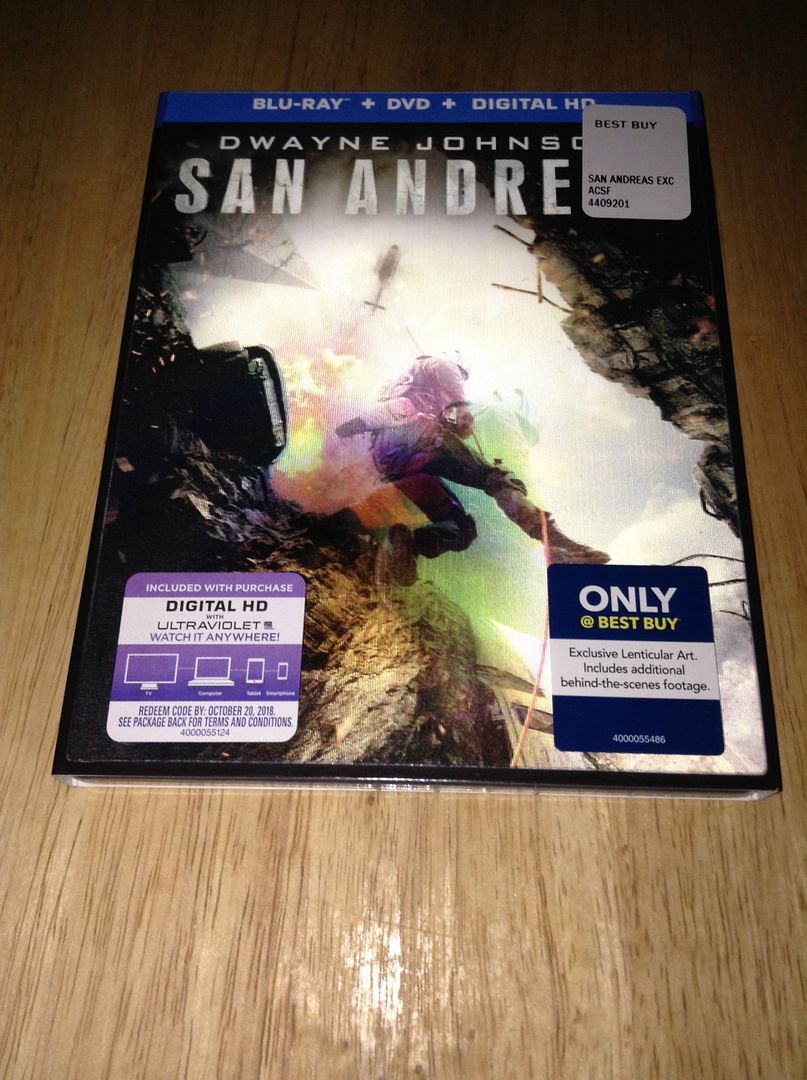 BLU-RAY™ + DVD + DIGITAL HD
BEST BUY
SAN ANDREAS EXC
ACSF
4409201
DWAYNE JOHNSO
SAN ANDRE
INCLUDED WITH PURCHASE
DIGITAL HD
WITH
ULTRAVIOLET
WATCH IT ANYWHERE!
TV Computer Tablet Smartphone
REDEEM CODE BY: OCTOBER 20, 2018.
SEE PACKAGE BACK FOR TERMS AND CONDITIONS.
4000055124
ONLY
@ BEST BUY
Exclusive Lenticular Art.
Includes additional
behind-the-scenes footage.
4000055486